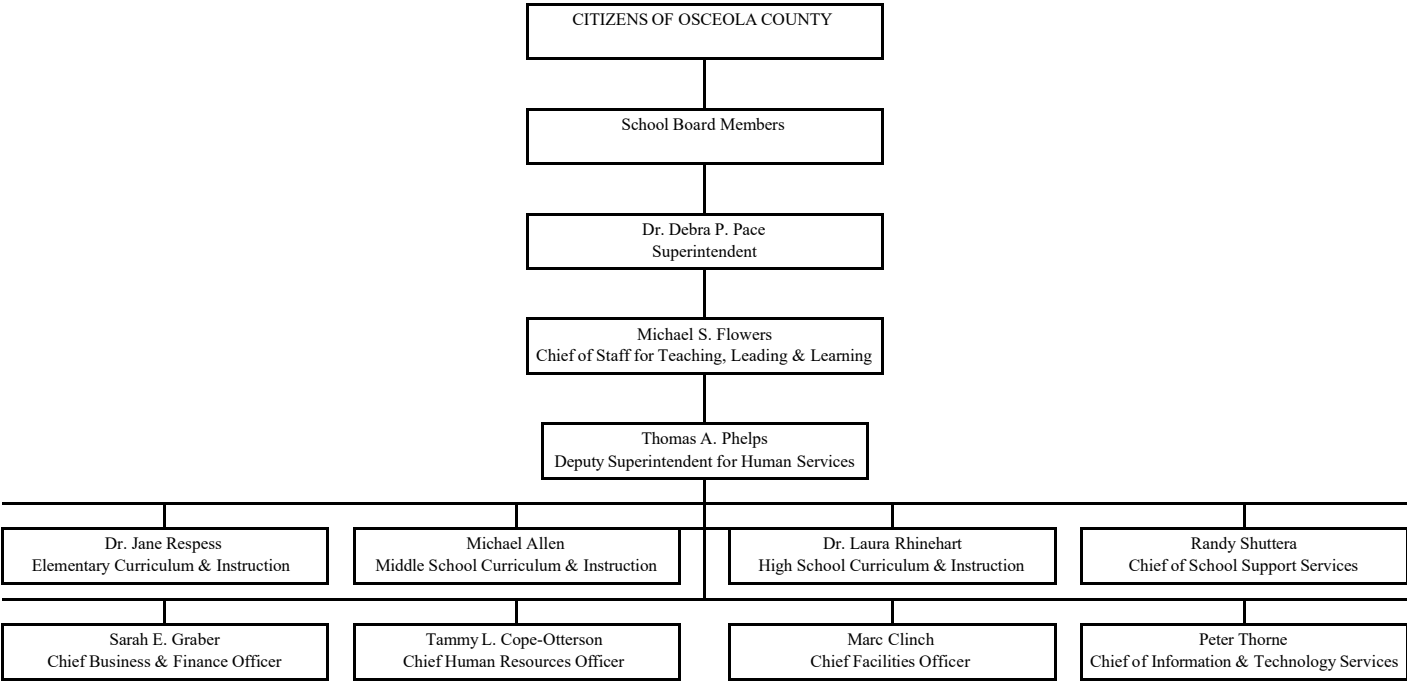 CITIZENS OF OSCEOLA COUNTY
School Board Members
Dr. Debra P. Pace
Superintendent
Michael S. Flowers
Chief of Staff for Teaching, Leading & Learning
Thomas A. Phelps
Deputy Superintendent for Human Services
Dr. Jane Respess
Elementary Curriculum & Instruction
Michael Allen
Middle School Curriculum & Instruction
Dr. Laura Rhinehart
High School Curriculum & Instruction
Randy Shuttera
Chief of School Support Services
Sarah E. Graber
Chief Business & Finance Officer
Tammy L. Cope-Otterson
Chief Human Resources Officer
Marc Clinch
Chief Facilities Officer
Peter Thorne
Chief of Information & Technology Services